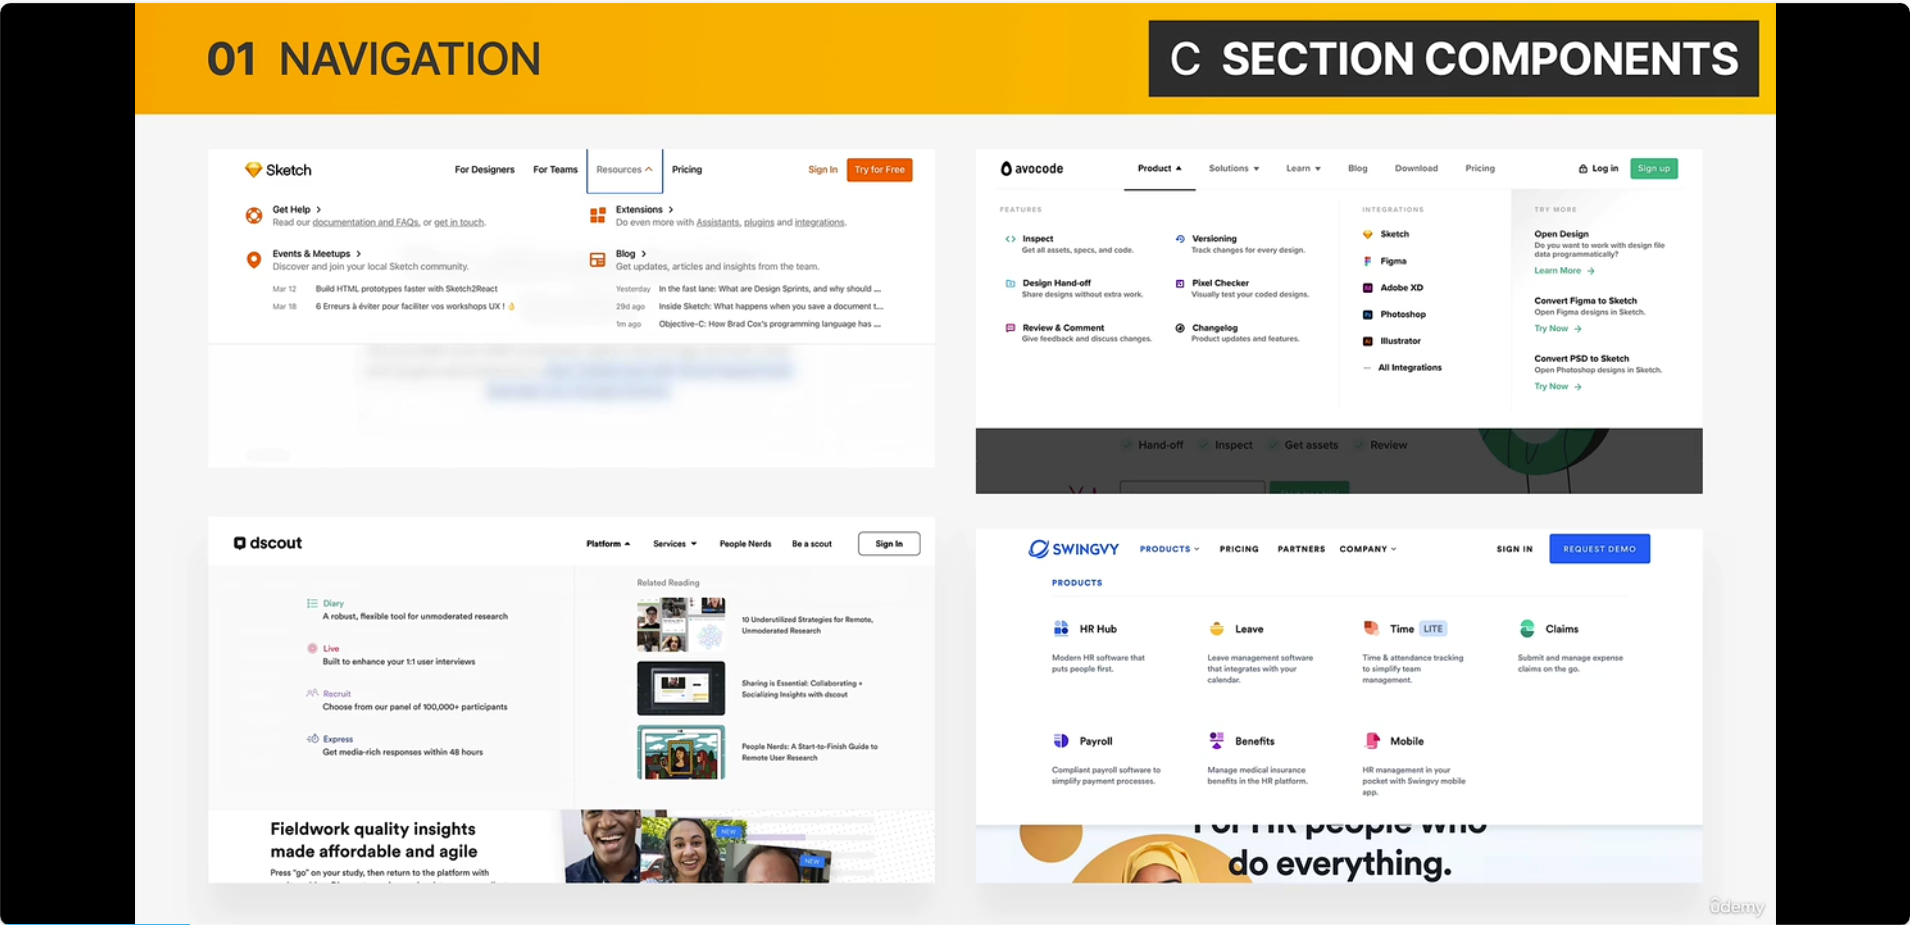 01 NAVIGATION
C SECTION COMPONENTS
Sketch
For Designers
For Teams
Resources
Pricing
Sign In
Try for Free
Get Help >
Read our documentation and FAQs, or get in touch.
Extensions >
Do even more with Assistants, plugins and integrations.
Events & Meetups >
Discover and join your local Sketch community.
Mar 12 Build HTML prototypes faster with Sketch2React
Mar 18 6 Erreurs à éviter pour faciliter vos workshops UX ! 👌
Blog >
Get updates, articles and insights from the team.
Yesterday In the fast lane: What are Design Sprints, and why should ...
29d ago Inside Sketch: What happens when you save a document t...
1m ago Objective-C: How Brad Cox's programming language has ...
avocode
Product
Solutions
Learn
Blog
Download
Pricing
Log in
Sign up
FEATURES
Inspect
Get all assets, specs, and code.
Versioning
Track changes for every design.
Design Hand-off
Share designs without extra work.
Pixel Checker
Visually test your coded designs.
Review & Comment
Give feedback and discuss changes.
Changelog
Product updates and features.
INTEGRATIONS
Sketch
Figma
Adobe XD
Photoshop
Illustrator
All Integrations
TRY MORE
Open Design
Do you want to work with design file
data programmatically?
Learn More →
Convert Figma to Sketch
Open Figma designs in Sketch.
Try Now →
Convert PSD to Sketch
Open Photoshop designs in Sketch.
Try Now →
Hand-off
Inspect
Get assets
Review
dscout
Platform
Services
People Nerds
Be a scout
Sign In
Diary
A robust, flexible tool for unmoderated research
Live
Built to enhance your 1:1 user interviews
Recruit
Choose from our panel of 100,000+ participants
Express
Get media-rich responses within 48 hours
Related Reading
10 Underutilized Strategies for Remote,
Unmoderated Research
Sharing is Essential: Collaborating +
Socializing Insights with dscout
People Nerds: A Start-to-Finish Guide to
Remote User Research
Fieldwork quality insights
made affordable and agile
Press "go" on your study, then return to the platform with
NEW
NEW
SWINGVY
PRODUCTS
PRICING
PARTNERS
COMPANY
SIGN IN
REQUEST DEMO
PRODUCTS
HR Hub
Modern HR software that
puts people first.
Leave
Leave management software
that integrates with your
calendar.
Time LITE
Time & attendance tracking
to simplify team
management.
Claims
Submit and manage expense
claims on the go.
Payroll
Compliant payroll software to
simplify payment processes.
Benefits
Manage medical insurance
benefits in the HR platform.
Mobile
HR management in your
pocket with Swingvy mobile
app.
For HR people who
do everything.
ûdemy